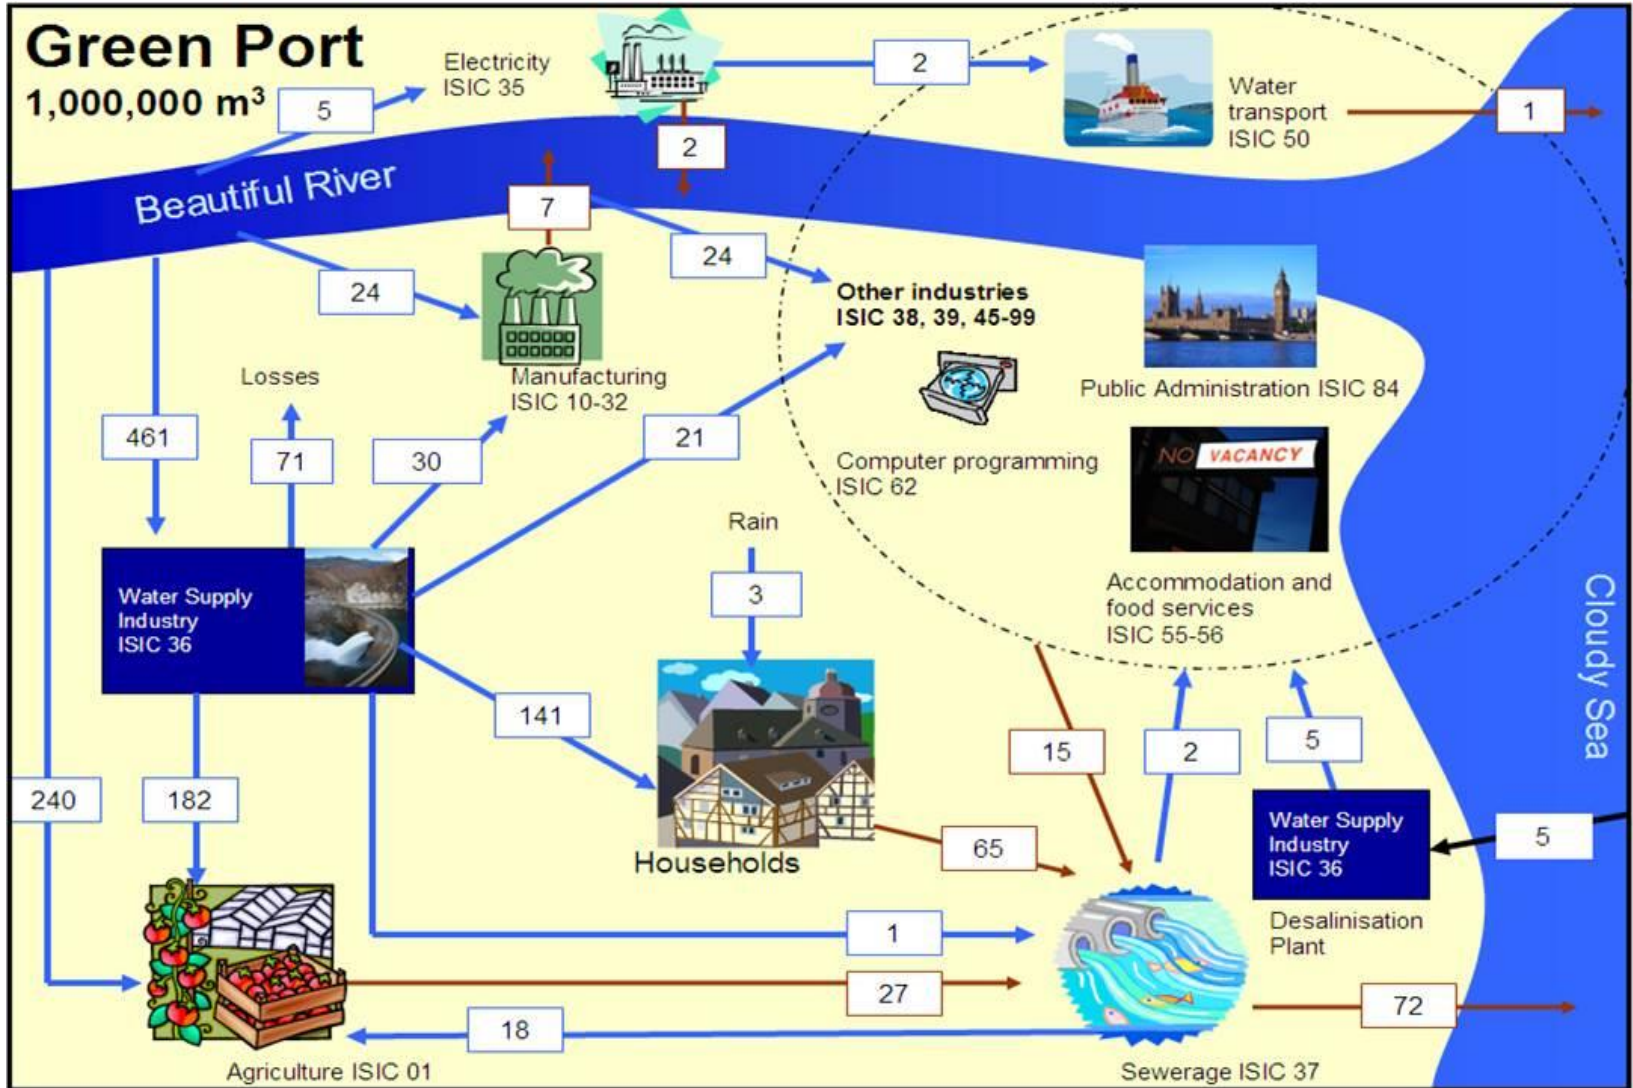 Green Port
1,000,000 m³
Electricity
ISIC 35
5
2
2
Water
transport
ISIC 50
1
Beautiful River
7
24
24
Other industries
ISIC 38, 39, 45-99
Public Administration ISIC 84
Losses
Manufacturing
ISIC 10-32
461
71
30
21
Computer programming
ISIC 62
NO VACANCY
Rain
3
Accommodation and
food services
ISIC 55-56
Cloudy Sea
Water Supply
Industry
ISIC 36
141
15
2
5
240
182
Households
65
Water Supply
Industry
ISIC 36
5
Desalinisation
Plant
1
27
72
18
Agriculture ISIC 01
Sewerage ISIC 37